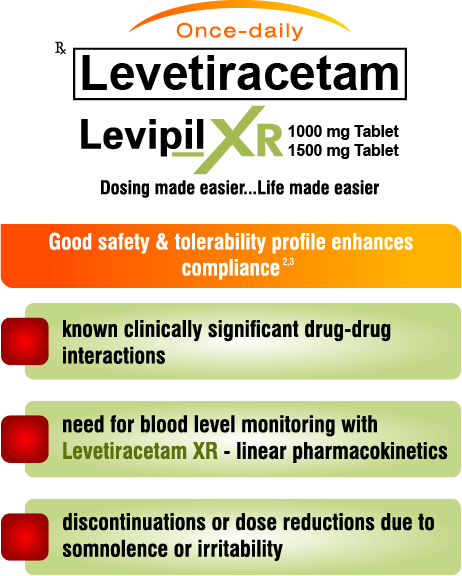 Once-daily
℞
Levetiracetam
Levipil XR 1000 mg Tablet
1500 mg Tablet
Dosing made easier...Life made easier
Good safety & tolerability profile enhances
compliance 2,3
known clinically significant drug-drug
interactions
need for blood level monitoring with
Levetiracetam XR - linear pharmacokinetics
discontinuations or dose reductions due to
somnolence or irritability